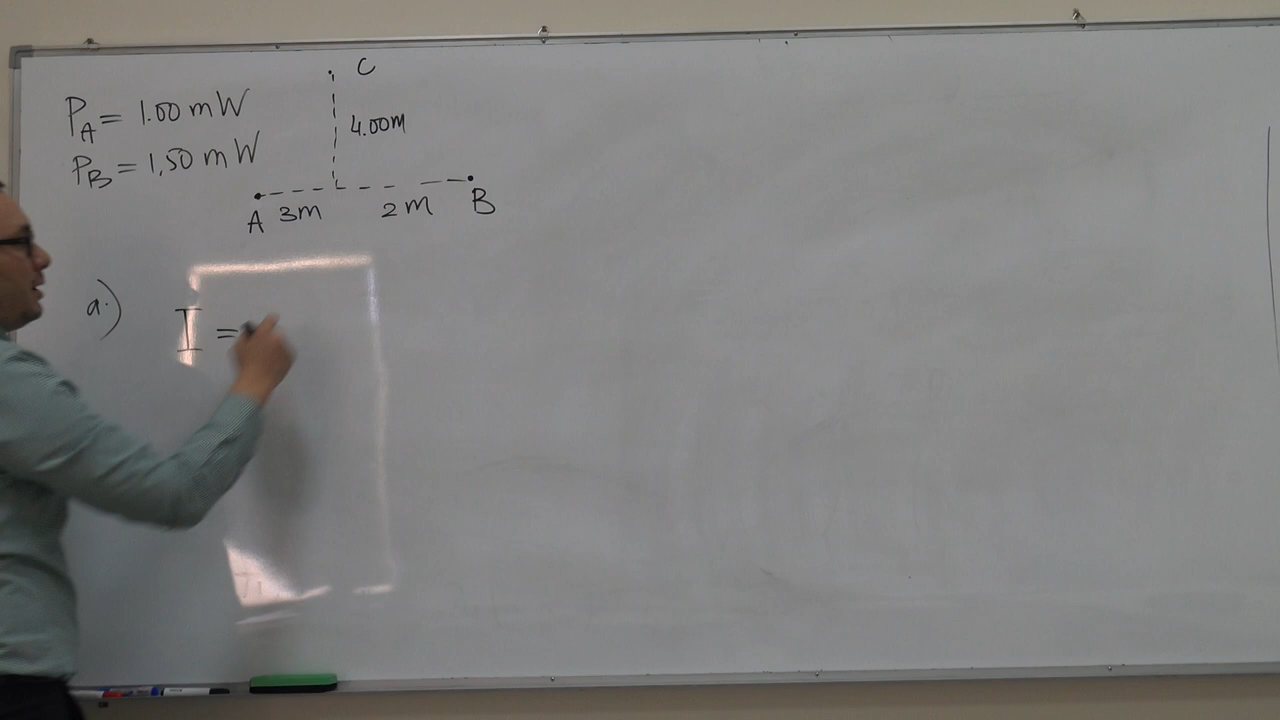 P_A = 1.00 mW
P_B = 1,50 mW
C
4.00m
A 3m 2m B
a.)
I =